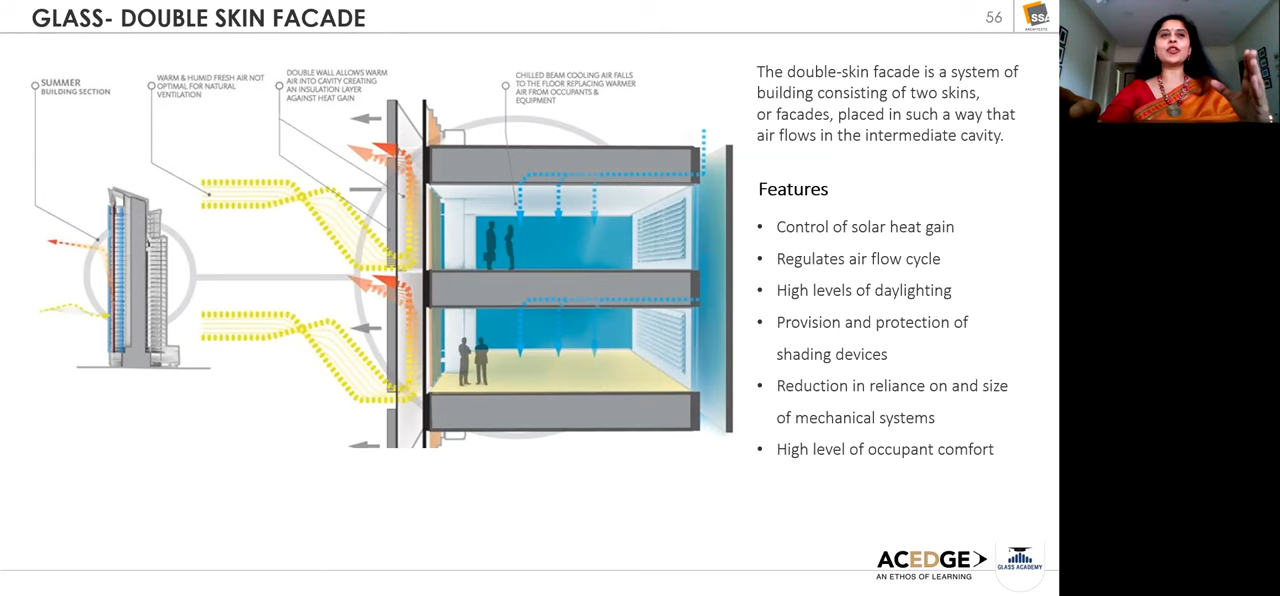 GLASS- DOUBLE SKIN FACADE
56
SSA
ARCHITECTS
SUMMER
BUILDING SECTION
WARM & HUMID FRESH AIR NOT
OPTIMAL FOR NATURAL
VENTILATION
DOUBLE WALL ALLOWS WARM
AIR INTO CAVITY CREATING
AN INSULATION LAYER
AGAINST HEAT GAIN
CHILLED BEAM COOLING AIR FALLS
TO THE FLOOR REPLACING WARMER
AIR FROM OCCUPANTS &
EQUIPMENT
The double-skin facade is a system of
building consisting of two skins,
or facades, placed in such a way that
air flows in the intermediate cavity.
Features
• Control of solar heat gain
• Regulates air flow cycle
• High levels of daylighting
• Provision and protection of
shading devices
• Reduction in reliance on and size
of mechanical systems
• High level of occupant comfort
ACEDGE
AN ETHOS OF LEARNING
GLASS ACADEMY